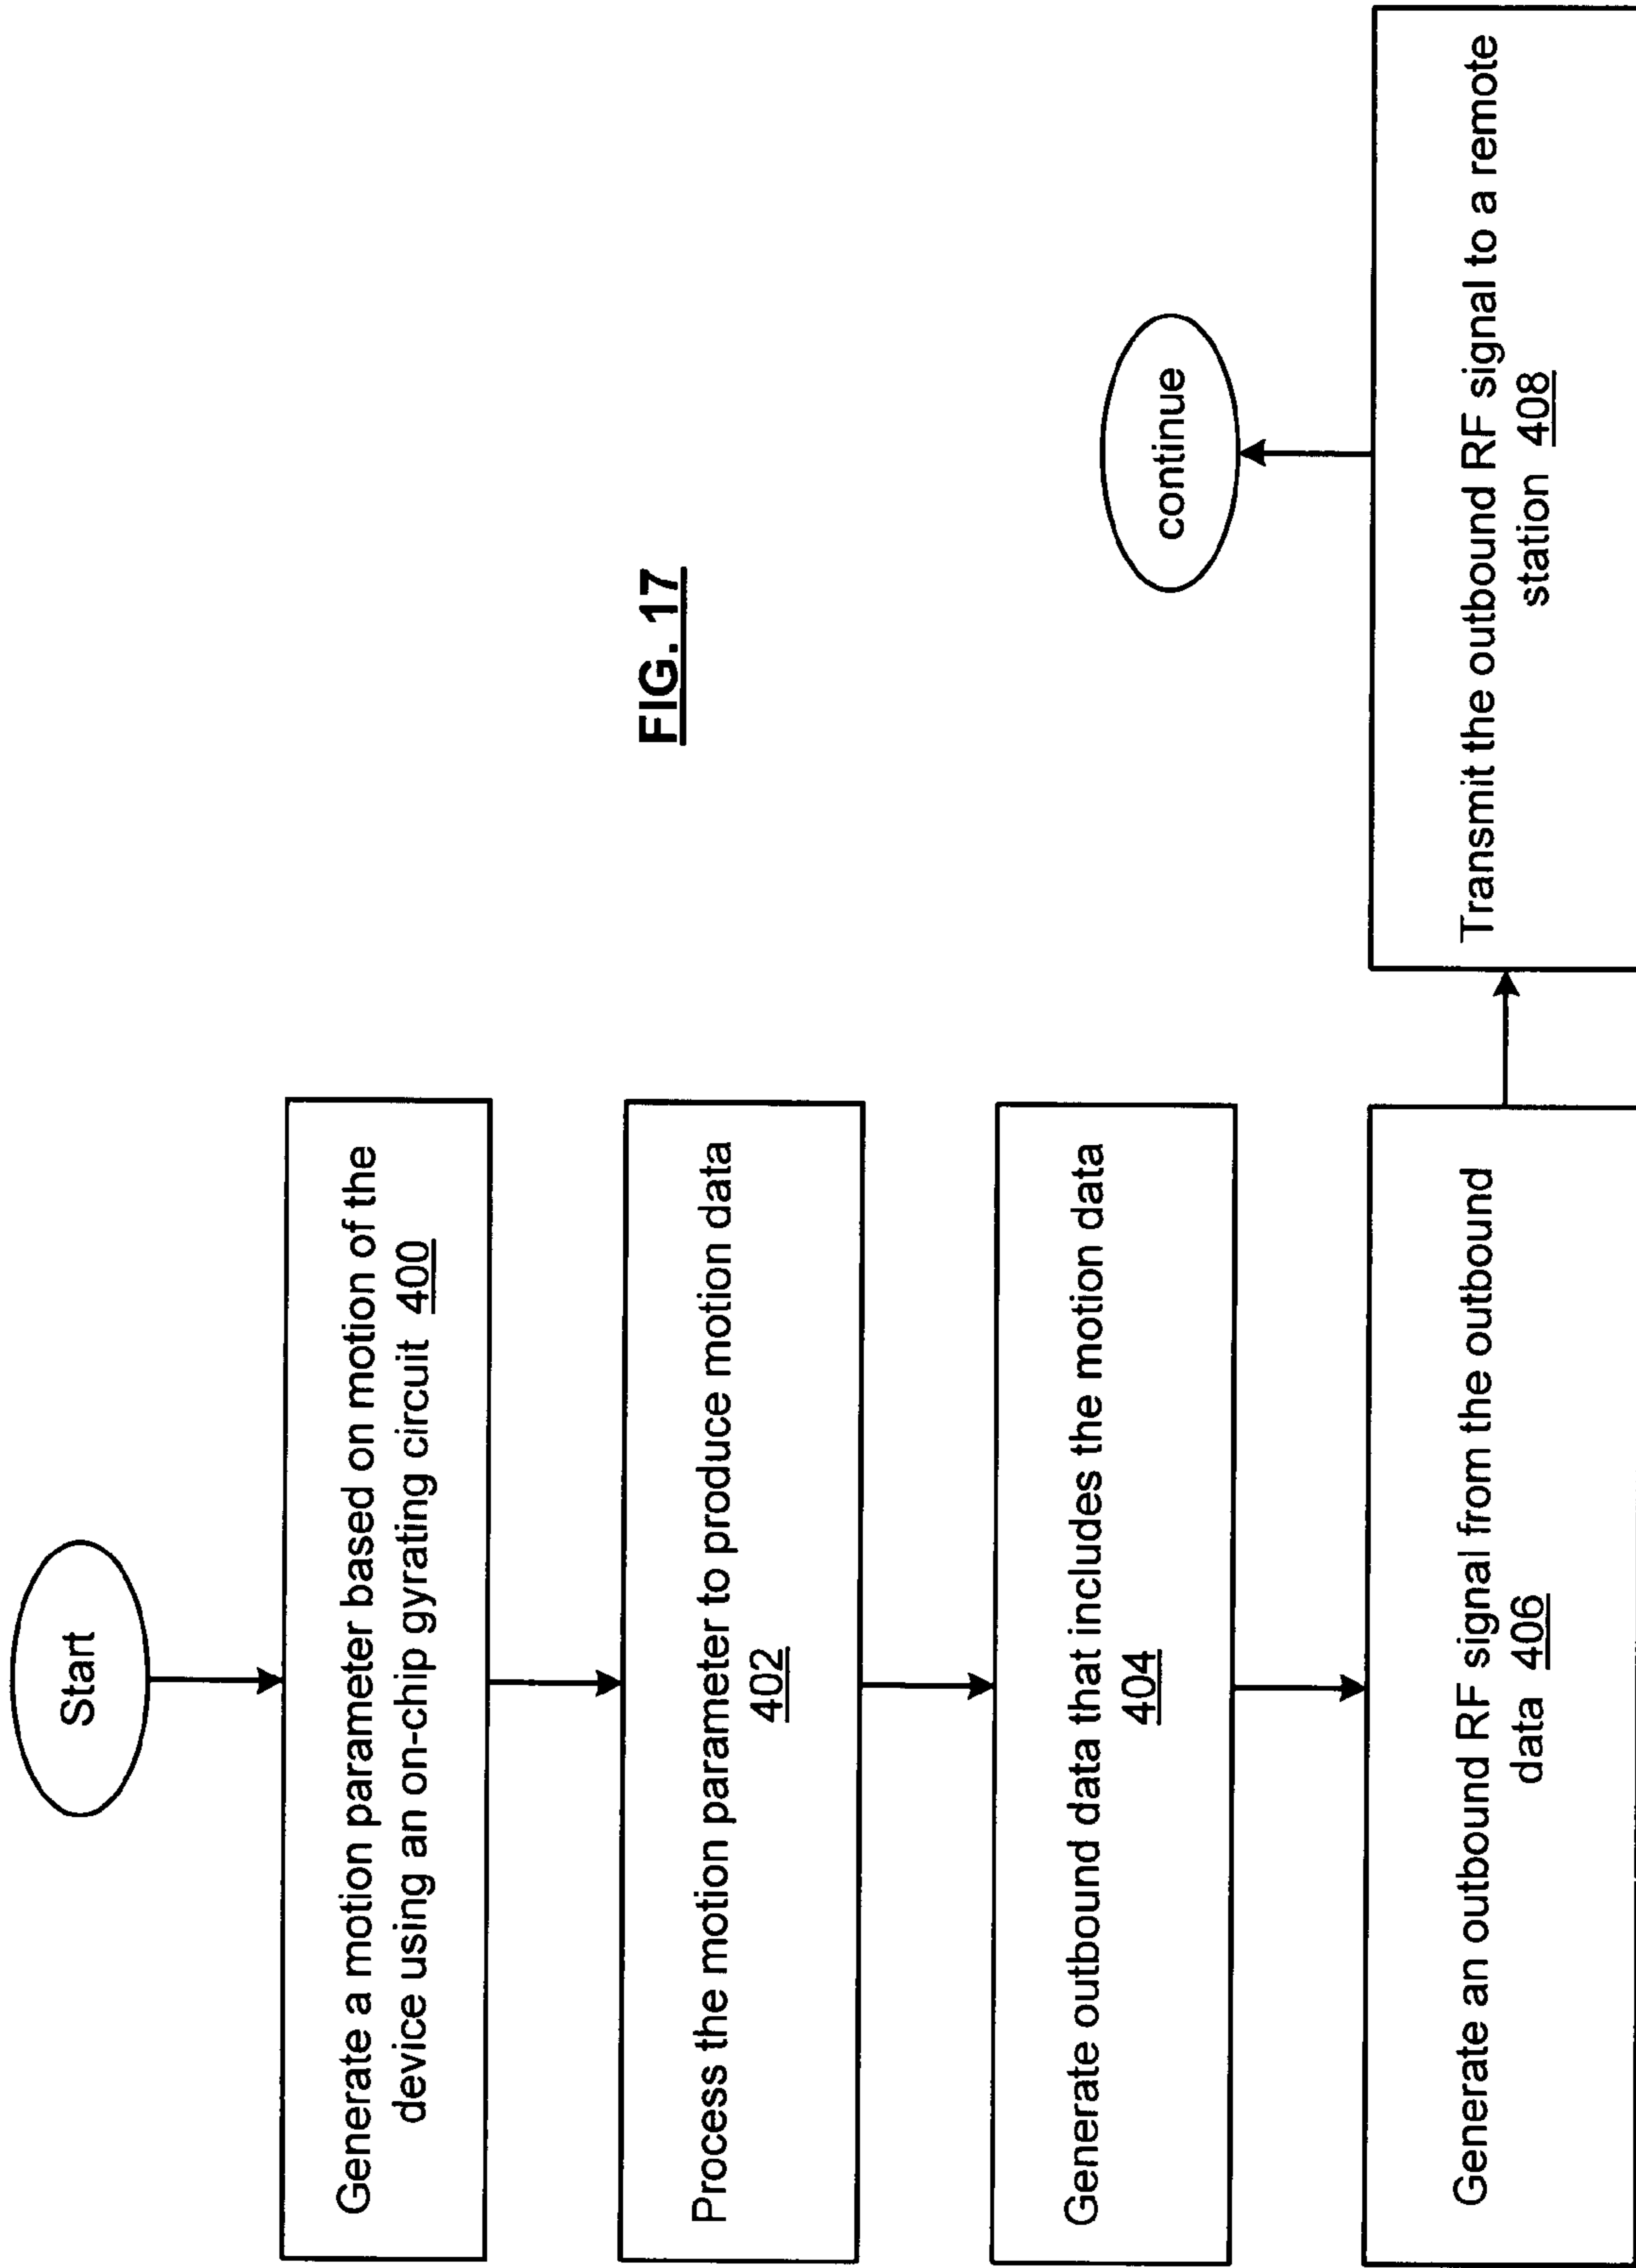 Start
Generate a motion parameter based on motion of the
device using an on-chip gyrating circuit 400
Process the motion parameter to produce motion data
402
Generate outbound data that includes the motion data
404
Generate an outbound RF signal from the outbound
data 406
Transmit the outbound RF signal to a remote
station 408
continue
FIG. 17